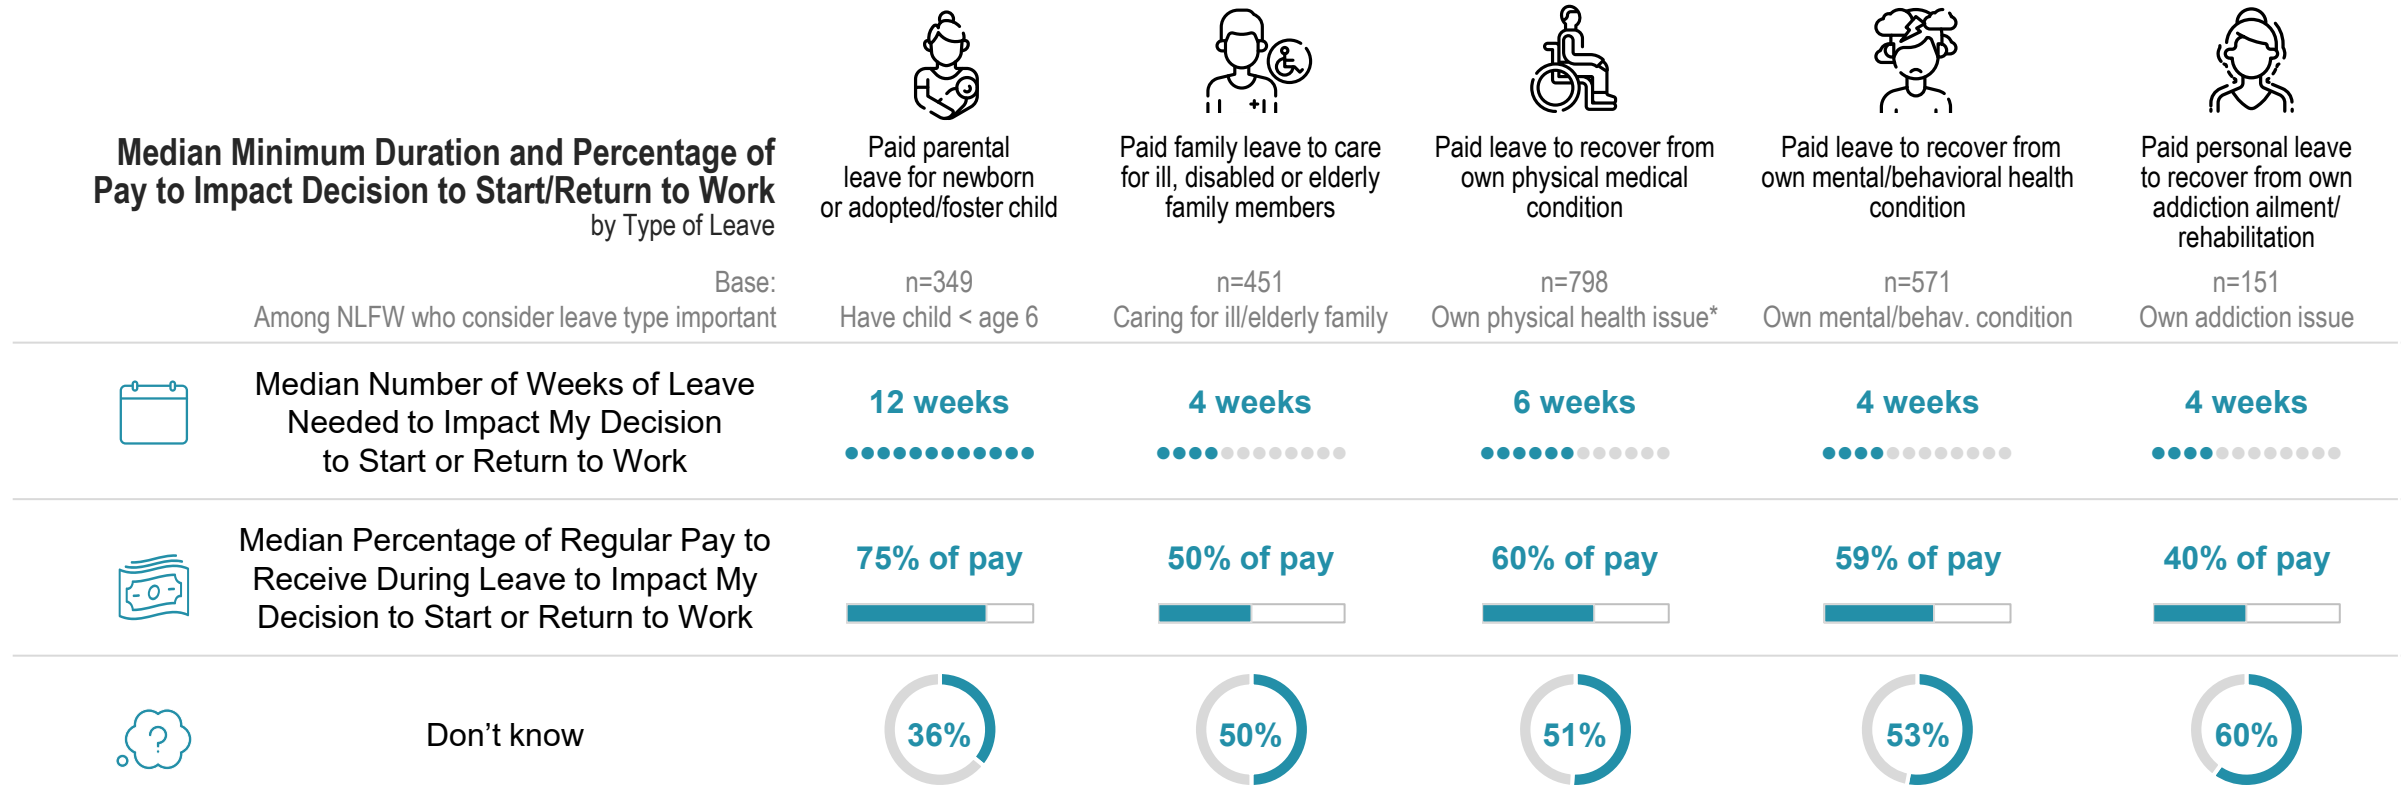 Median Minimum Duration and Percentage of
Pay to Impact Decision to Start/Return to Work
by Type of Leave
Paid parental
leave for newborn
or adopted/foster child
Paid family leave to care
for ill, disabled or elderly
family members
Paid leave to recover from
own physical medical
condition
Paid leave to recover from
own mental/behavioral health
condition
Paid personal leave
to recover from own
addiction ailment/
rehabilitation
Base:
Among NLFW who consider leave type important
n=349
Have child < age 6
n=451
Caring for ill/elderly family
n=798
Own physical health issue*
n=571
Own mental/behav. condition
n=151
Own addiction issue
Median Number of Weeks of Leave
Needed to Impact My Decision
to Start or Return to Work
12 weeks
4 weeks
6 weeks
4 weeks
4 weeks
Median Percentage of Regular Pay to
Receive During Leave to Impact My
Decision to Start or Return to Work
75% of pay
50% of pay
60% of pay
59% of pay
40% of pay
Don't know
36%
50%
51%
53%
60%